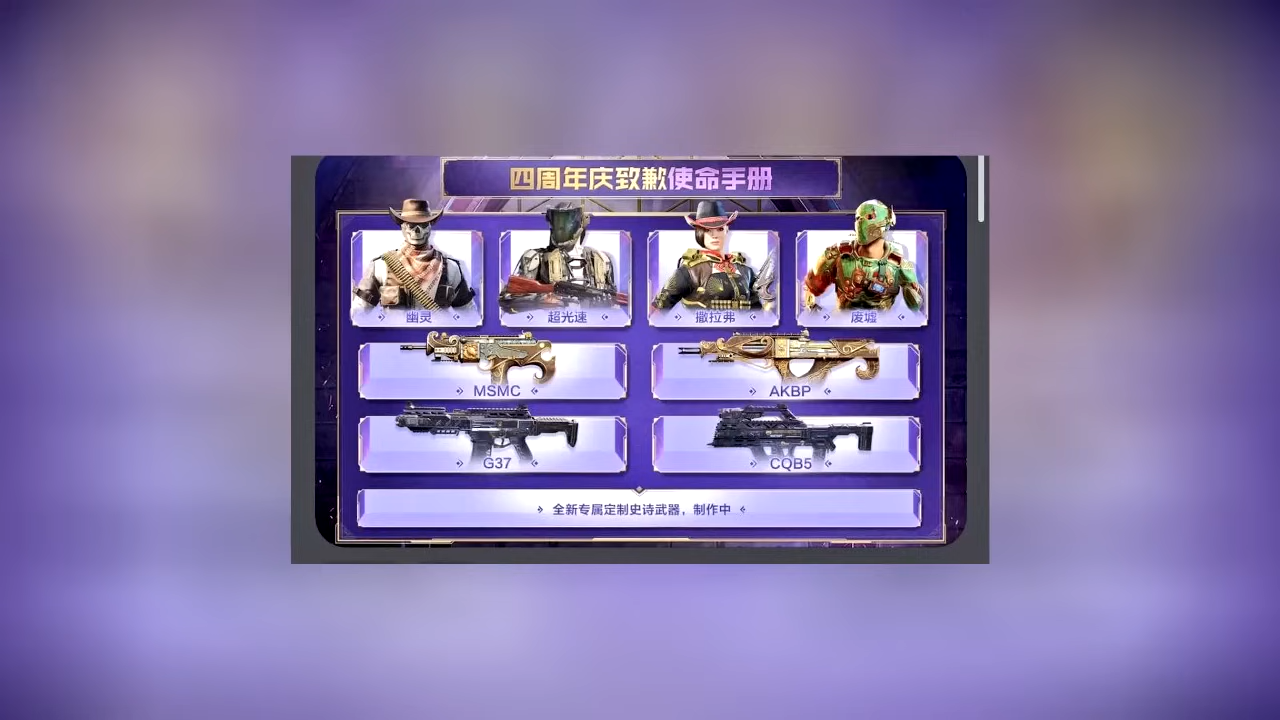 四周年庆致歉使命手册
幽灵
超光速
撒拉弗
废墟
MSMC
AKBP
G37
CQB5
全新专属定制史诗武器，制作中